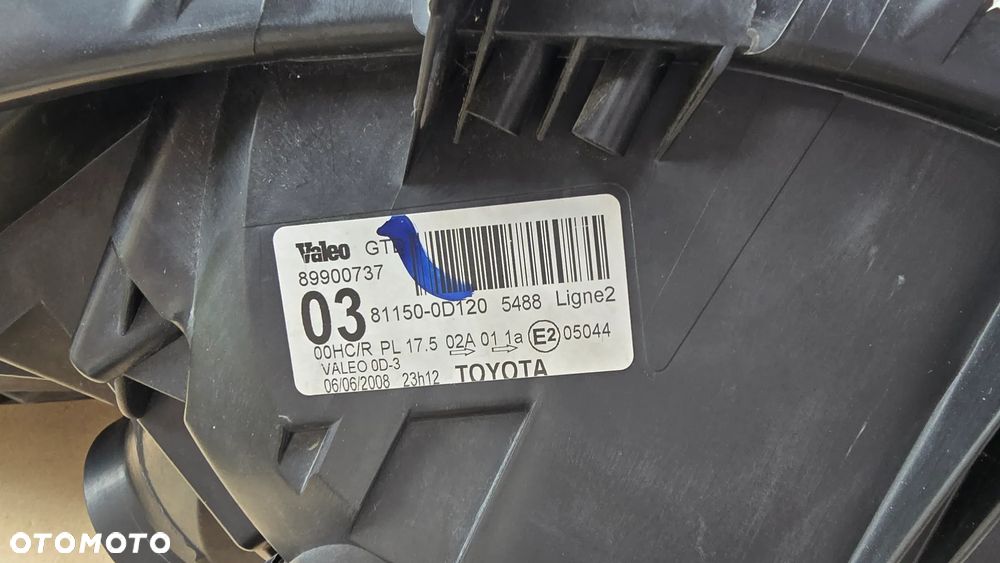 Valeo
89900737
03 81150-0D120 5488 Ligne2
00HC/R PL 17.5 02A 01 1a E2 05044
VALEO 0D-3
06/06/2008 23h12 TOYOTA
OTOMOTO